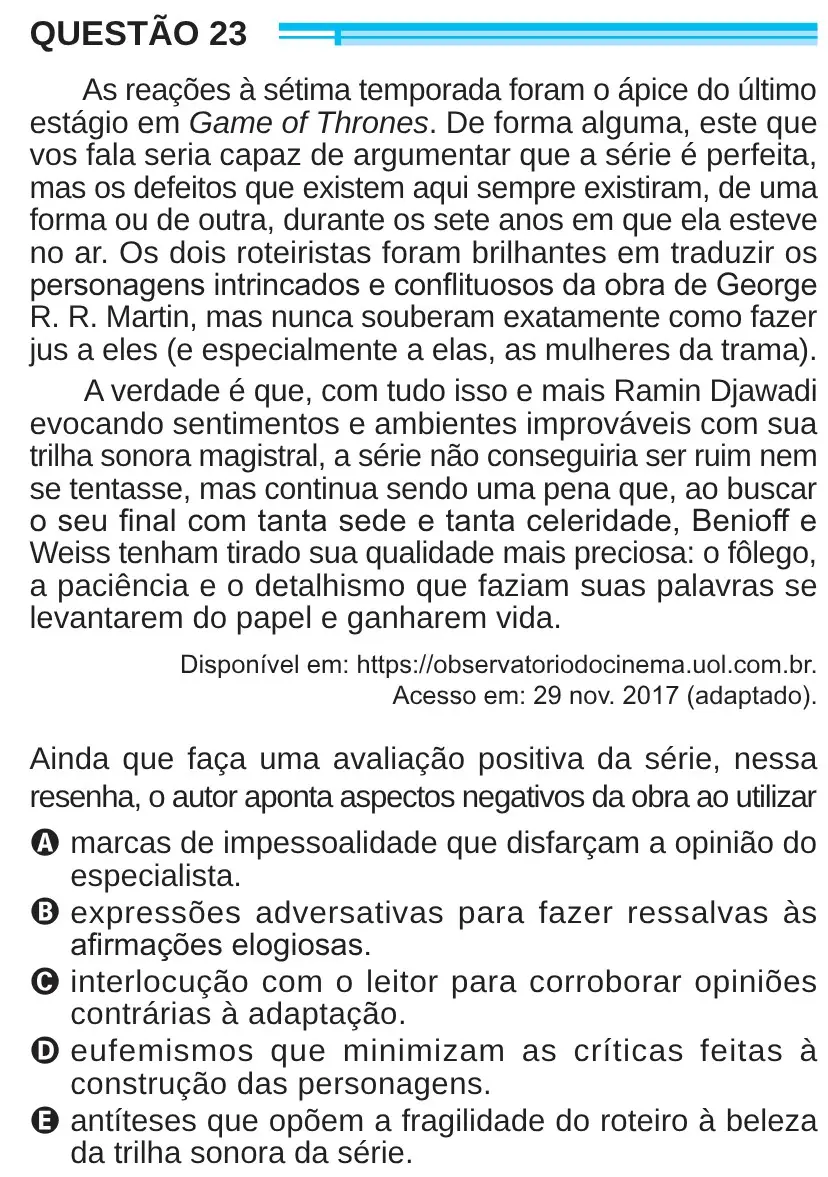 QUESTÃO 23
As reações à sétima temporada foram o ápice do último
estágio em Game of Thrones. De forma alguma, este que
vos fala seria capaz de argumentar que a série é perfeita,
mas os defeitos que existem aqui sempre existiram, de uma
forma ou de outra, durante os sete anos em que ela esteve
no ar. Os dois roteiristas foram brilhantes em traduzir os
personagens intrincados e conflituosos da obra de George
R. R. Martin, mas nunca souberam exatamente como fazer
jus a eles (e especialmente a elas, as mulheres da trama).
A verdade é que, com tudo isso e mais Ramin Djawadi
evocando sentimentos e ambientes improváveis com sua
trilha sonora magistral, a série não conseguiria ser ruim nem
se tentasse, mas continua sendo uma pena que, ao buscar
o seu final com tanta sede e tanta celeridade, Benioff e
Weiss tenham tirado sua qualidade mais preciosa: o fôlego,
a paciência e o detalhismo que faziam suas palavras se
levantarem do papel e ganharem vida.
Disponível em: https://observatoriodocinema.uol.com.br.
Acesso em: 29 nov. 2017 (adaptado).
Ainda que faça uma avaliação positiva da série, nessa
resenha, o autor aponta aspectos negativos da obra ao utilizar
A marcas de impessoalidade que disfarçam a opinião do
especialista.
B expressões adversativas para fazer ressalvas às
afirmações elogiosas.
C interlocução com o leitor para corroborar opiniões
contrárias à adaptação.
D eufemismos que minimizam as críticas feitas à
construção das personagens.
E antíteses que opõem a fragilidade do roteiro à beleza
da trilha sonora da série.